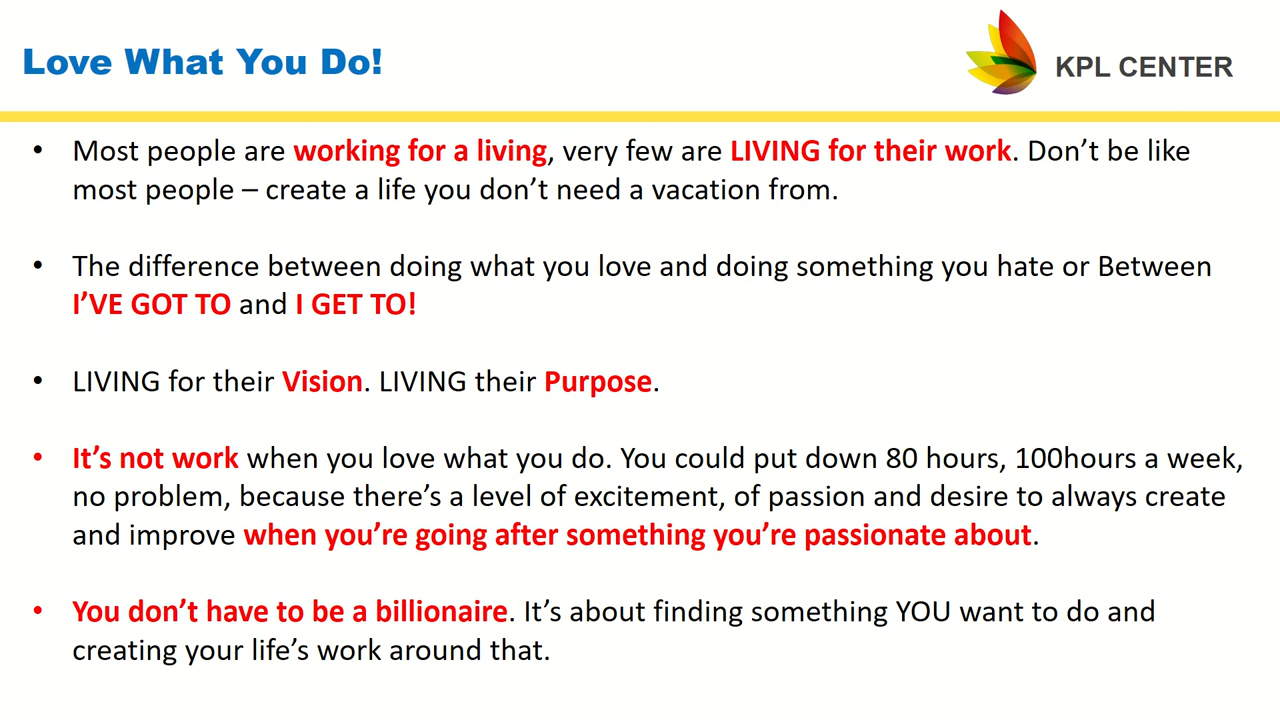 Love What You Do!
KPL CENTER
• Most people are working for a living, very few are LIVING for their work. Don’t be like
most people – create a life you don’t need a vacation from.
• The difference between doing what you love and doing something you hate or Between
I’VE GOT TO and I GET TO!
• LIVING for their Vision. LIVING their Purpose.
• It’s not work when you love what you do. You could put down 80 hours, 100hours a week,
no problem, because there’s a level of excitement, of passion and desire to always create
and improve when you’re going after something you’re passionate about.
• You don’t have to be a billionaire. It’s about finding something YOU want to do and
creating your life’s work around that.